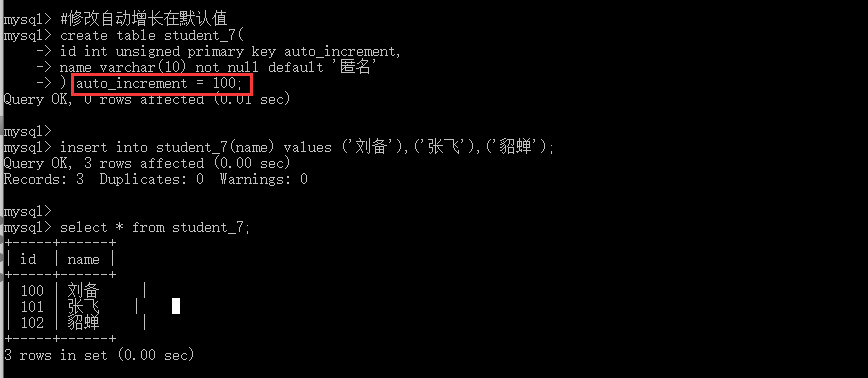 mysql> #修改自动增长在默认值
mysql> create table student_7(
    -> id int unsigned primary key auto_increment,
    -> name varchar(10) not null default '匿名'
    -> ) auto_increment = 100;
Query OK, 0 rows affected (0.01 sec)
mysql>
mysql> insert into student_7(name) values ('刘备'),('张飞'),('貂蝉');
Query OK, 3 rows affected (0.00 sec)
Records: 3  Duplicates: 0  Warnings: 0
mysql>
mysql> select * from student_7;
+-----+------+
| id  | name |
+-----+------+
| 100 | 刘备     |
| 101 | 张飞    |
| 102 | 貂蝉     |
+-----+------+
3 rows in set (0.00 sec)